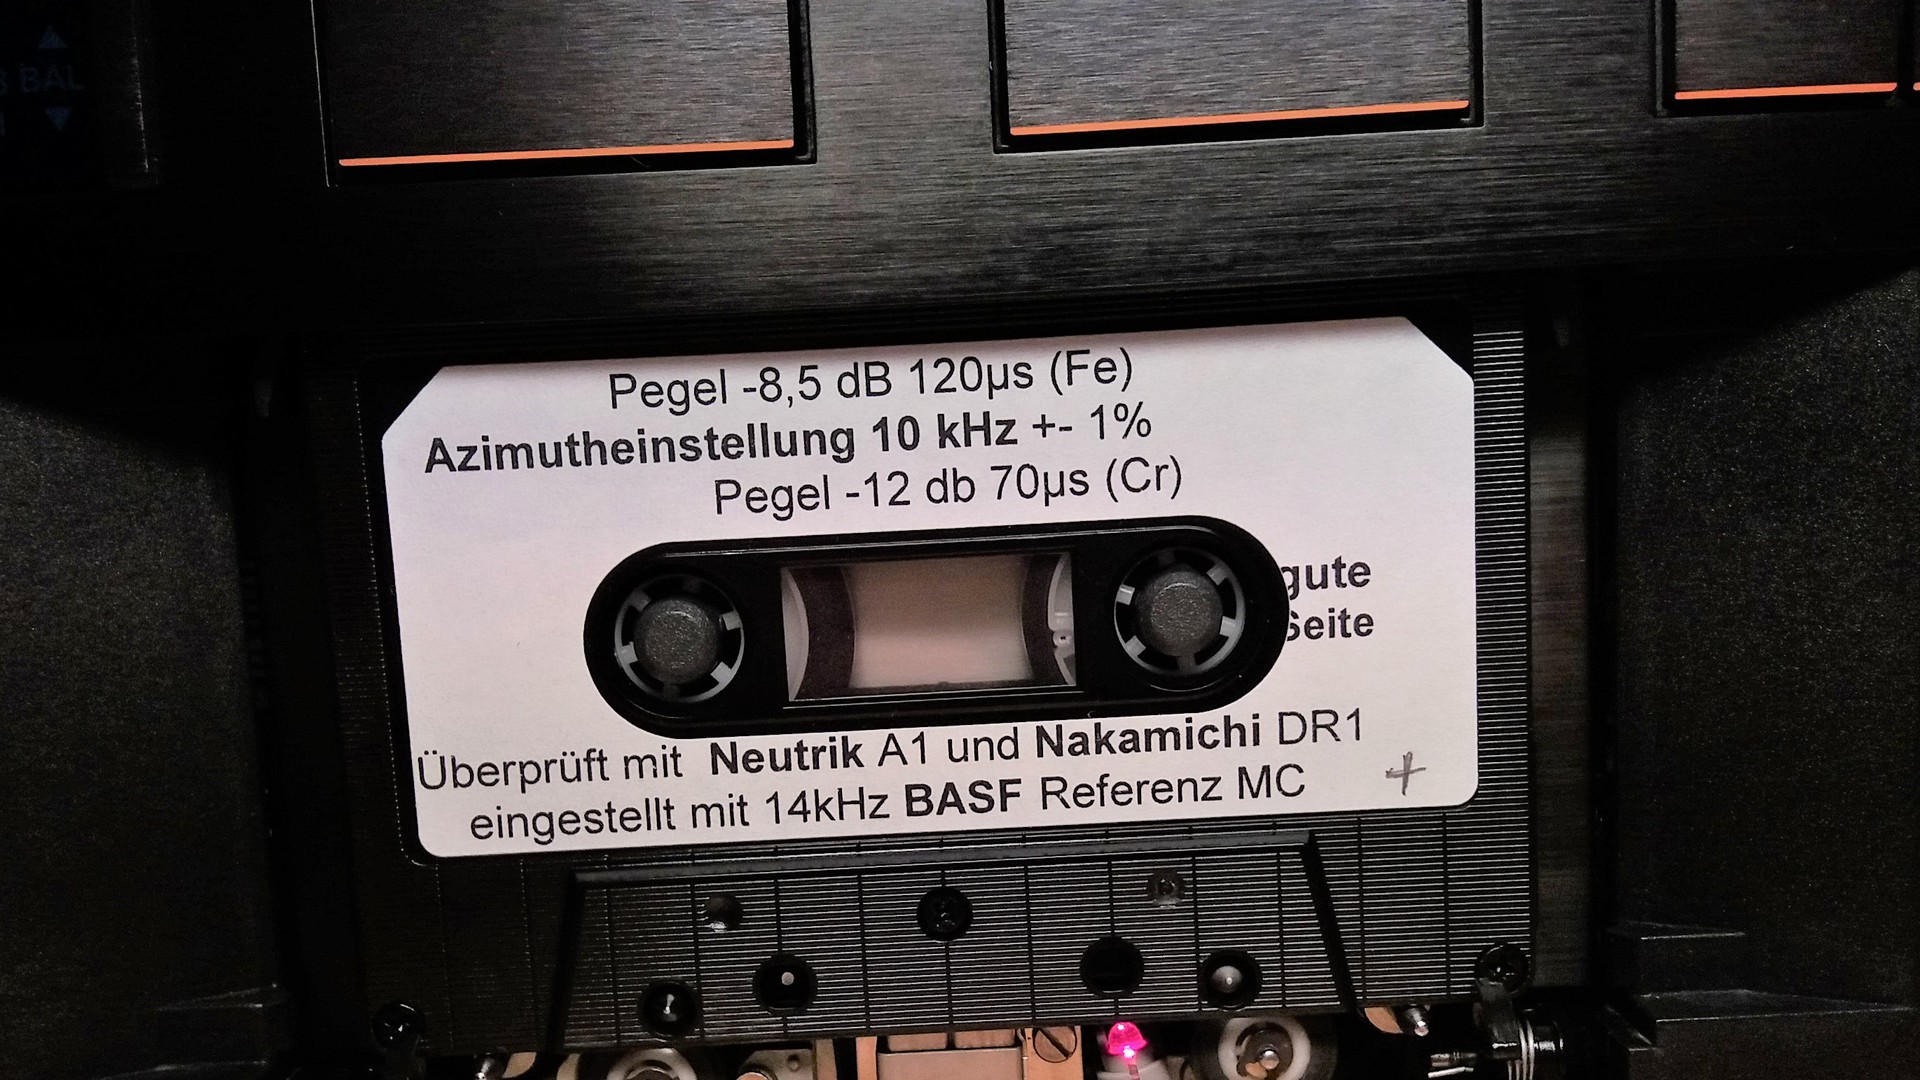 BAL
Pegel -8,5 dB 120µs (Fe)
Azimutheinstellung 10 kHz +- 1%
Pegel -12 db 70µs (Cr)
gute
Seite
Überprüft mit Neutrik A1 und Nakamichi DR1
eingestellt mit 14kHz BASF Referenz MC
+